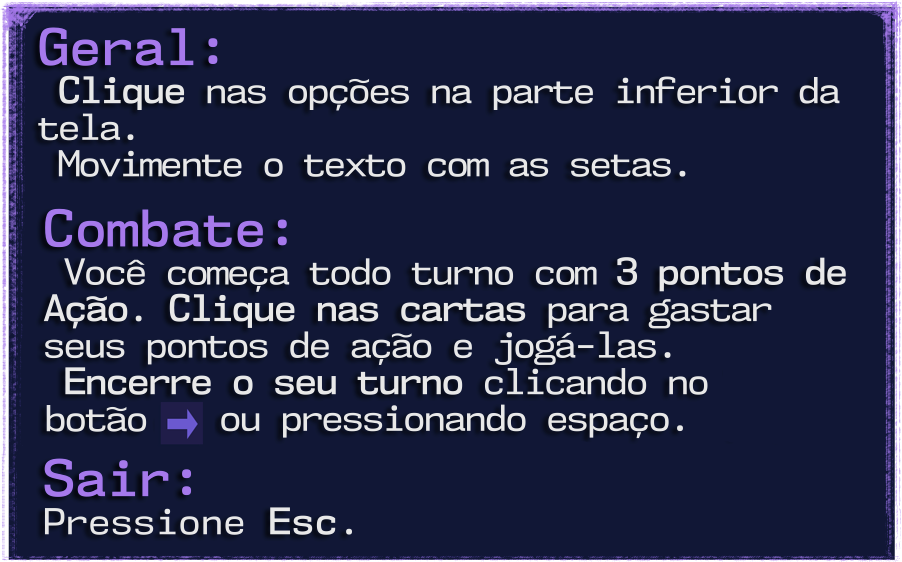 Geral:
Clique nas opções na parte inferior da
tela.
Movimente o texto com as setas.
Combate:
Você começa todo turno com 3 pontos de
Ação. Clique nas cartas para gastar
seus pontos de ação e jogá-las.
Encerre o seu turno clicando no
botão ➡ ou pressionando espaço.
Sair:
Pressione Esc.